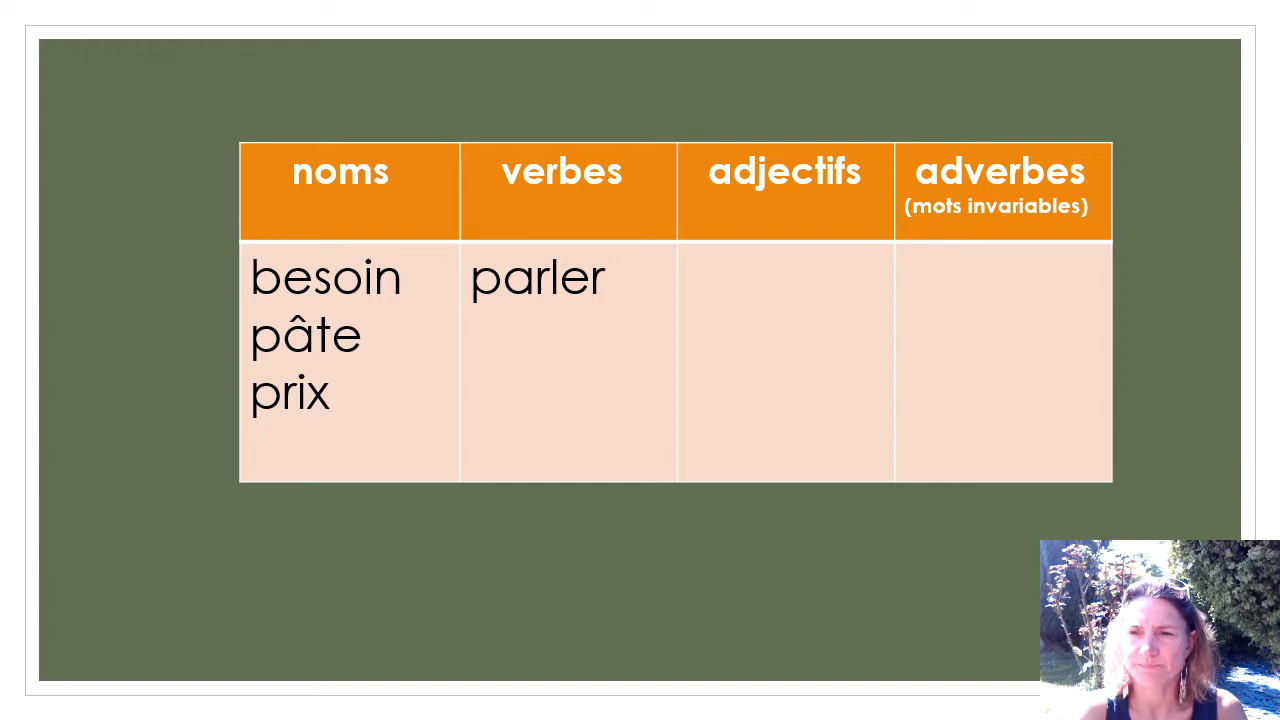 noms verbes adjectifs adverbes
(mots invariables)
besoin parler
pâte
prix